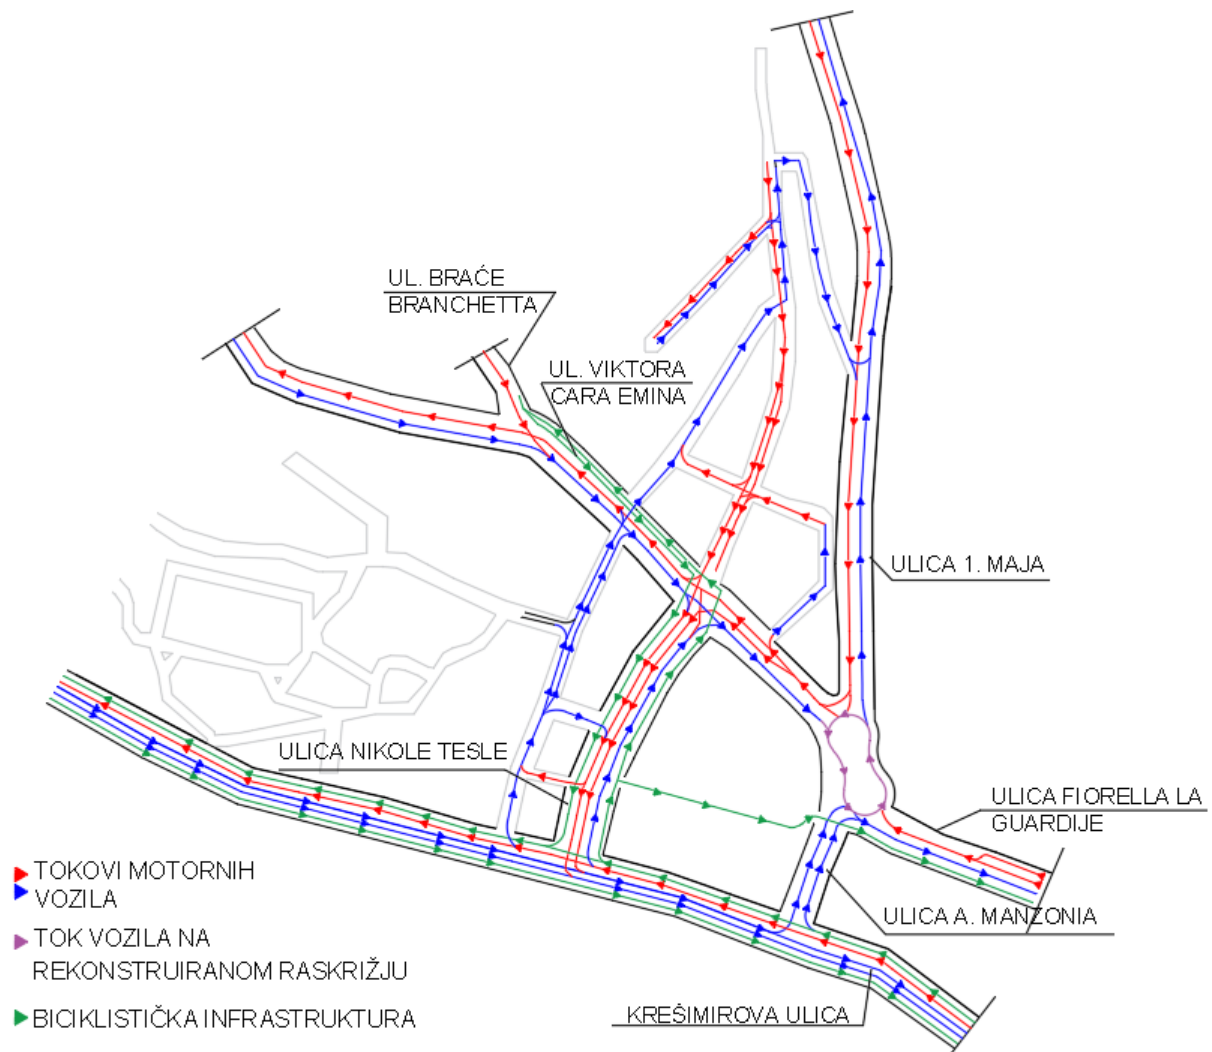 UL. BRAĆE
BRANCHETTA
UL. VIKTORA
CARA EMINA
ULICA 1. MAJA
ULICA NIKOLE TESLE
ULICA FIORELLA LA
GUARDIJE
ULICA A. MANZONIA
KREŠIMIROVA ULICA
TOKOVI MOTORNIH
VOZILA
TOK VOZILA NA
REKONSTRUIRANOM RASKRIŽJU
BICIKLISTIČKA INFRASTRUKTURA